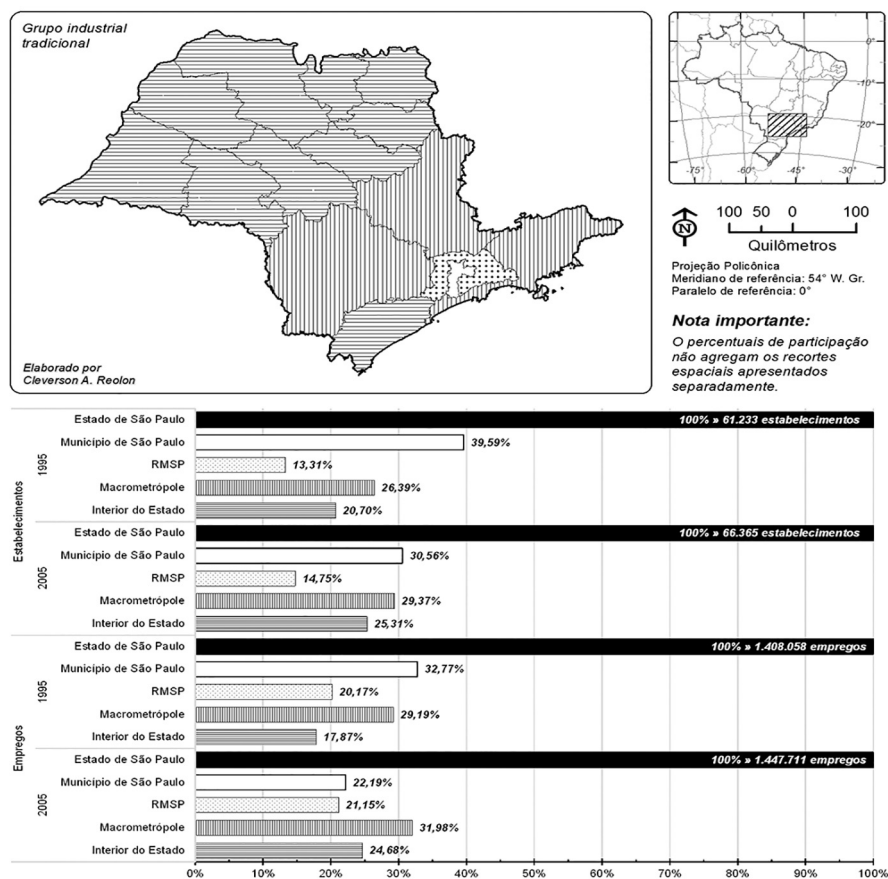 Grupo industrial
tradicional
Elaborado por
Cleverson A. Reolon
0°
-10°
-20°
-75°
-60°
-45°
-30°
N
100 50 0 100
Quilômetros
Projeção Policônica
Meridiano de referência: 54° W. Gr.
Paralelo de referência: 0°
Nota importante:
O percentuais de participação
não agregam os recortes
espaciais apresentados
separadamente.
Estabelecimentos
1995
Estado de São Paulo 100% » 61.233 estabelecimentos
Município de São Paulo 39,59%
RMSP 13,31%
Macrometrópole 26,39%
Interior do Estado 20,70%
2005
Estado de São Paulo 100% » 66.365 estabelecimentos
Município de São Paulo 30,56%
RMSP 14,75%
Macrometrópole 29,37%
Interior do Estado 25,31%
Empregos
1995
Estado de São Paulo 100% » 1.408.058 empregos
Município de São Paulo 32,77%
RMSP 20,17%
Macrometrópole 29,19%
Interior do Estado 17,87%
2005
Estado de São Paulo 100% » 1.447.711 empregos
Município de São Paulo 22,19%
RMSP 21,15%
Macrometrópole 31,98%
Interior do Estado 24,68%
0% 10% 20% 30% 40% 50% 60% 70% 80% 90% 100%